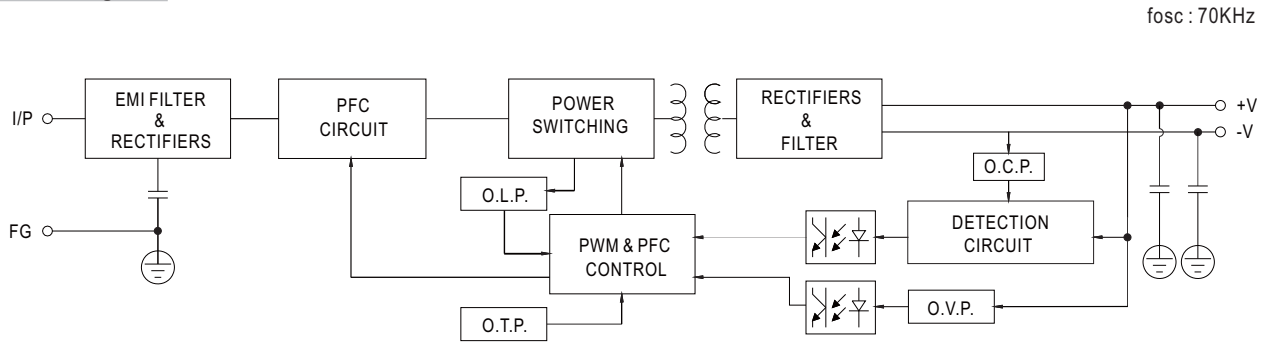 fosc : 70KHz
I/P
EMI FILTER
&
RECTIFIERS
PFC
CIRCUIT
POWER
SWITCHING
RECTIFIERS
&
FILTER
+V
-V
O.C.P.
O.L.P.
DETECTION
CIRCUIT
FG
PWM & PFC
CONTROL
O.V.P.
O.T.P.